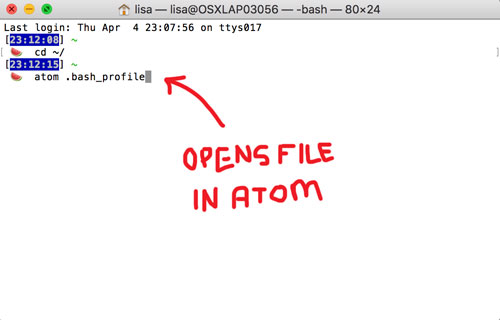 lisa — lisa@OSXLAP03056 — -bash — 80×24
Last login: Thu Apr  4 23:07:56 on ttys017
[23:12:08] ~
🍉  cd ~/
[23:12:15] ~
🍉  atom .bash_profile
OPENS FILE
IN ATOM